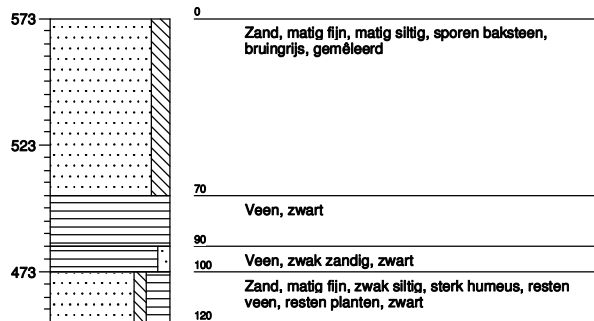 573
0
Zand, matig fijn, matig siltig, sporen baksteen,
bruingrijs, gemêleerd
523
70
Veen, zwart
90
Veen, zwak zandig, zwart
473
100
Zand, matig fijn, zwak siltig, sterk humeus, resten
veen, resten planten, zwart
120